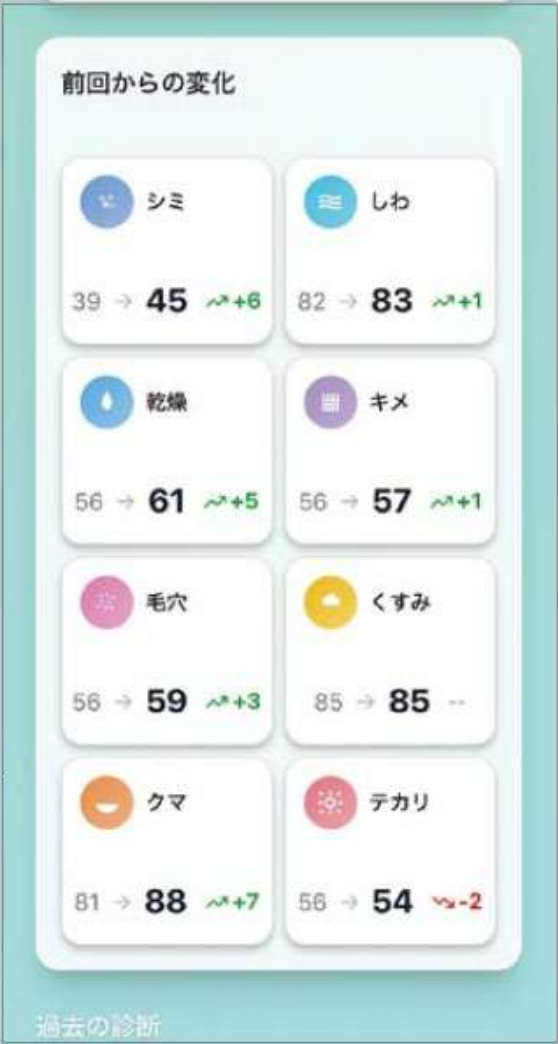 前回からの変化
シミ
39 → 45 +6
しわ
82 → 83 +1
乾燥
56 → 61 +5
キメ
56 → 57 +1
毛穴
56 → 59 +3
くすみ
85 → 85 --
クマ
81 → 88 +7
テカリ
56 → 54 -2
過去の診断